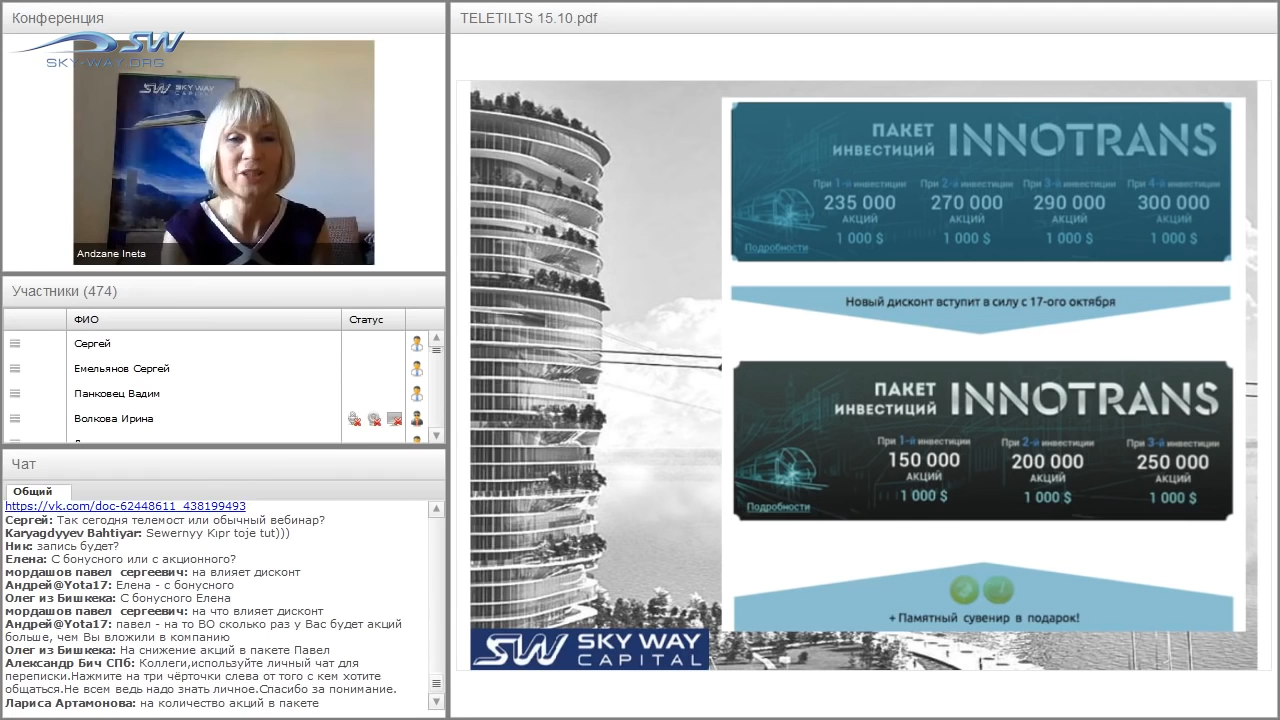 Конференция
SW
SKY-WAY.ORG
SW SKY WAY
CAPITAL
Andzane Ineta
Участники (474)
ФИО Статус
Сергей
Емельянов Сергей
Панковец Вадим
Волкова Ирина
Чат
Общий
https://vk.com/doc-62448611_438199493
Сергей: Так сегодня телемост или обычный вебинар?
Karyagdyyev Bahtiyar: Sewernyy Kipr toje tut)))
Ник: запись будет?
Елена: С бонусного или с акционного?
мордашов павел сергеевич: на влияет дисконт
Андрей@Yota17: Елена - с бонусного
Олег из Бишкека: С бонусного Елена
мордашов павел сергеевич: на что влияет дисконт
Андрей@Yota17: павел - на то ВО сколько раз у Вас будет акций
больше, чем Вы вложили в компанию
Олег из Бишкека: На снижение акций в пакете Павел
Александр Бич СПб: Коллеги,используйте личный чат для
переписки.Нажмите на три чёрточки слева от того с кем хотите
общаться.Не всем ведь надо знать личное.Спасибо за понимание.
Лариса Артамонова: на количество акций в пакете
TELETILTS 15.10.pdf
ПАКЕТ
ИНВЕСТИЦИЙ
INNOTRANS
При 1-й инвестиции При 2-й инвестиции При 3-й инвестиции При 4-й инвестиции
235 000 270 000 290 000 300 000
АКЦИЙ АКЦИЙ АКЦИЙ АКЦИЙ
1 000 $ 1 000 $ 1 000 $ 1 000 $
Подробности
Новый дисконт вступит в силу с 17-ого октября
ПАКЕТ
ИНВЕСТИЦИЙ
INNOTRANS
При 1-й инвестиции При 2-й инвестиции При 3-й инвестиции
150 000 200 000 250 000
АКЦИЙ АКЦИЙ АКЦИЙ
1 000 $ 1 000 $ 1 000 $
Подробности
+ Памятный сувенир в подарок!
SW SKY WAY
CAPITAL